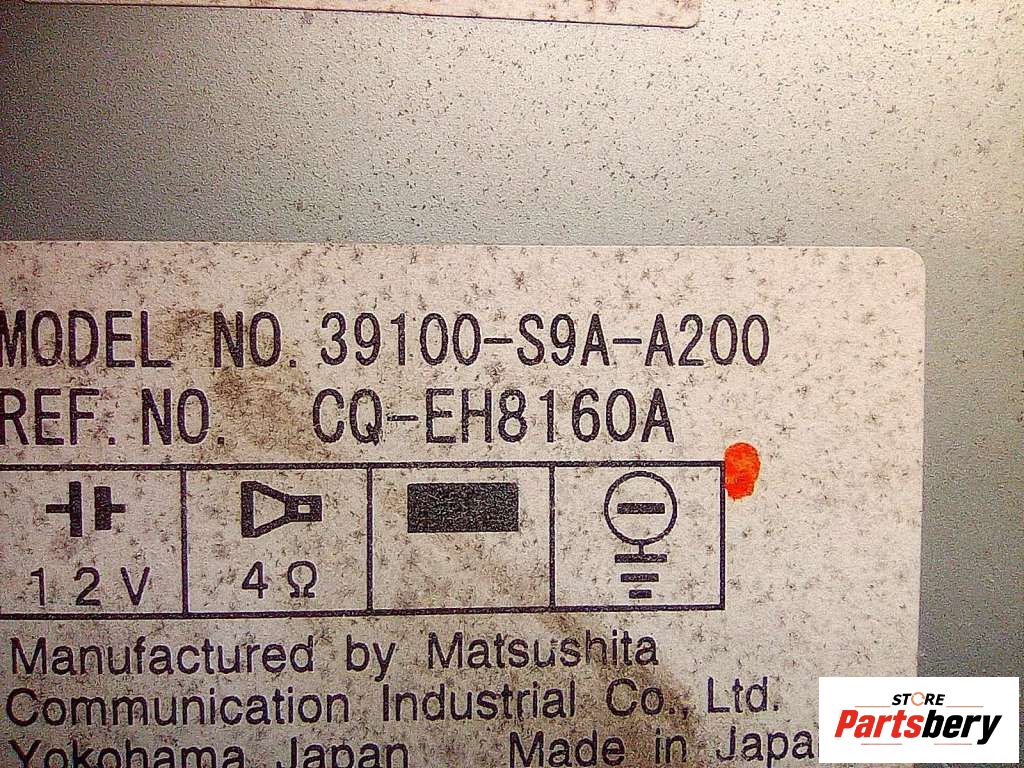 MODEL NO. 39100-S9A-A200
REF. NO. CQ-EH8160A
12V
4Ω
Manufactured by Matsushita
Communication Industrial Co., Ltd.
Yokohama, Japan Made in Japa
STORE
Partsbery